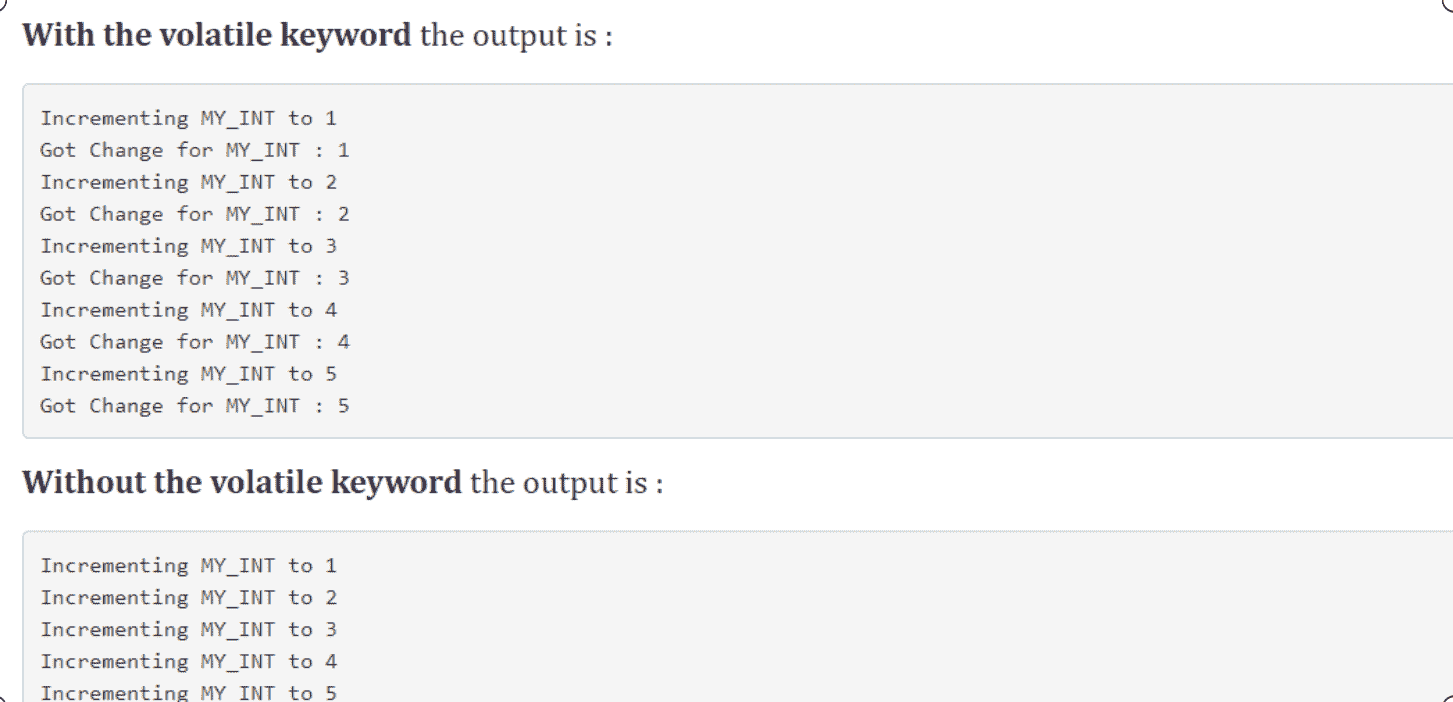 With the volatile keyword the output is :
Incrementing MY_INT to 1
Got Change for MY_INT : 1
Incrementing MY_INT to 2
Got Change for MY_INT : 2
Incrementing MY_INT to 3
Got Change for MY_INT : 3
Incrementing MY_INT to 4
Got Change for MY_INT : 4
Incrementing MY_INT to 5
Got Change for MY_INT : 5
Without the volatile keyword the output is :
Incrementing MY_INT to 1
Incrementing MY_INT to 2
Incrementing MY_INT to 3
Incrementing MY_INT to 4
Incrementing MY_INT to 5